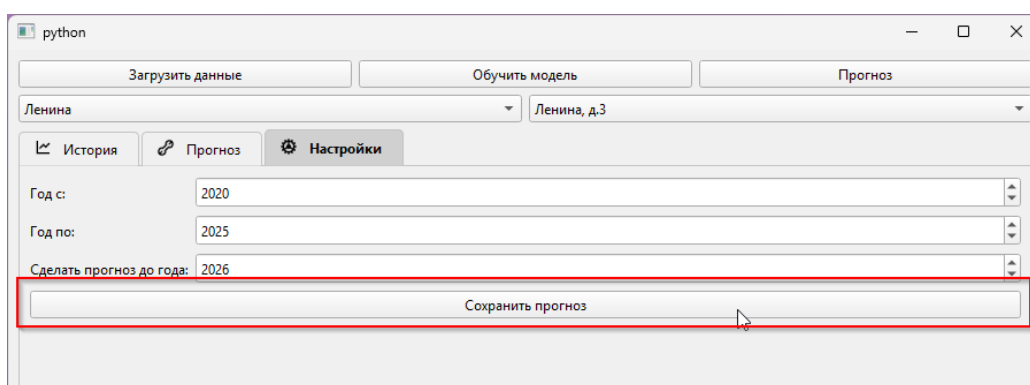 python
Загрузить данные Обучить модель Прогноз
Ленина Ленина, д.3
История Прогноз Настройки
Год с: 2020
Год по: 2025
Сделать прогноз до года: 2026
Сохранить прогноз